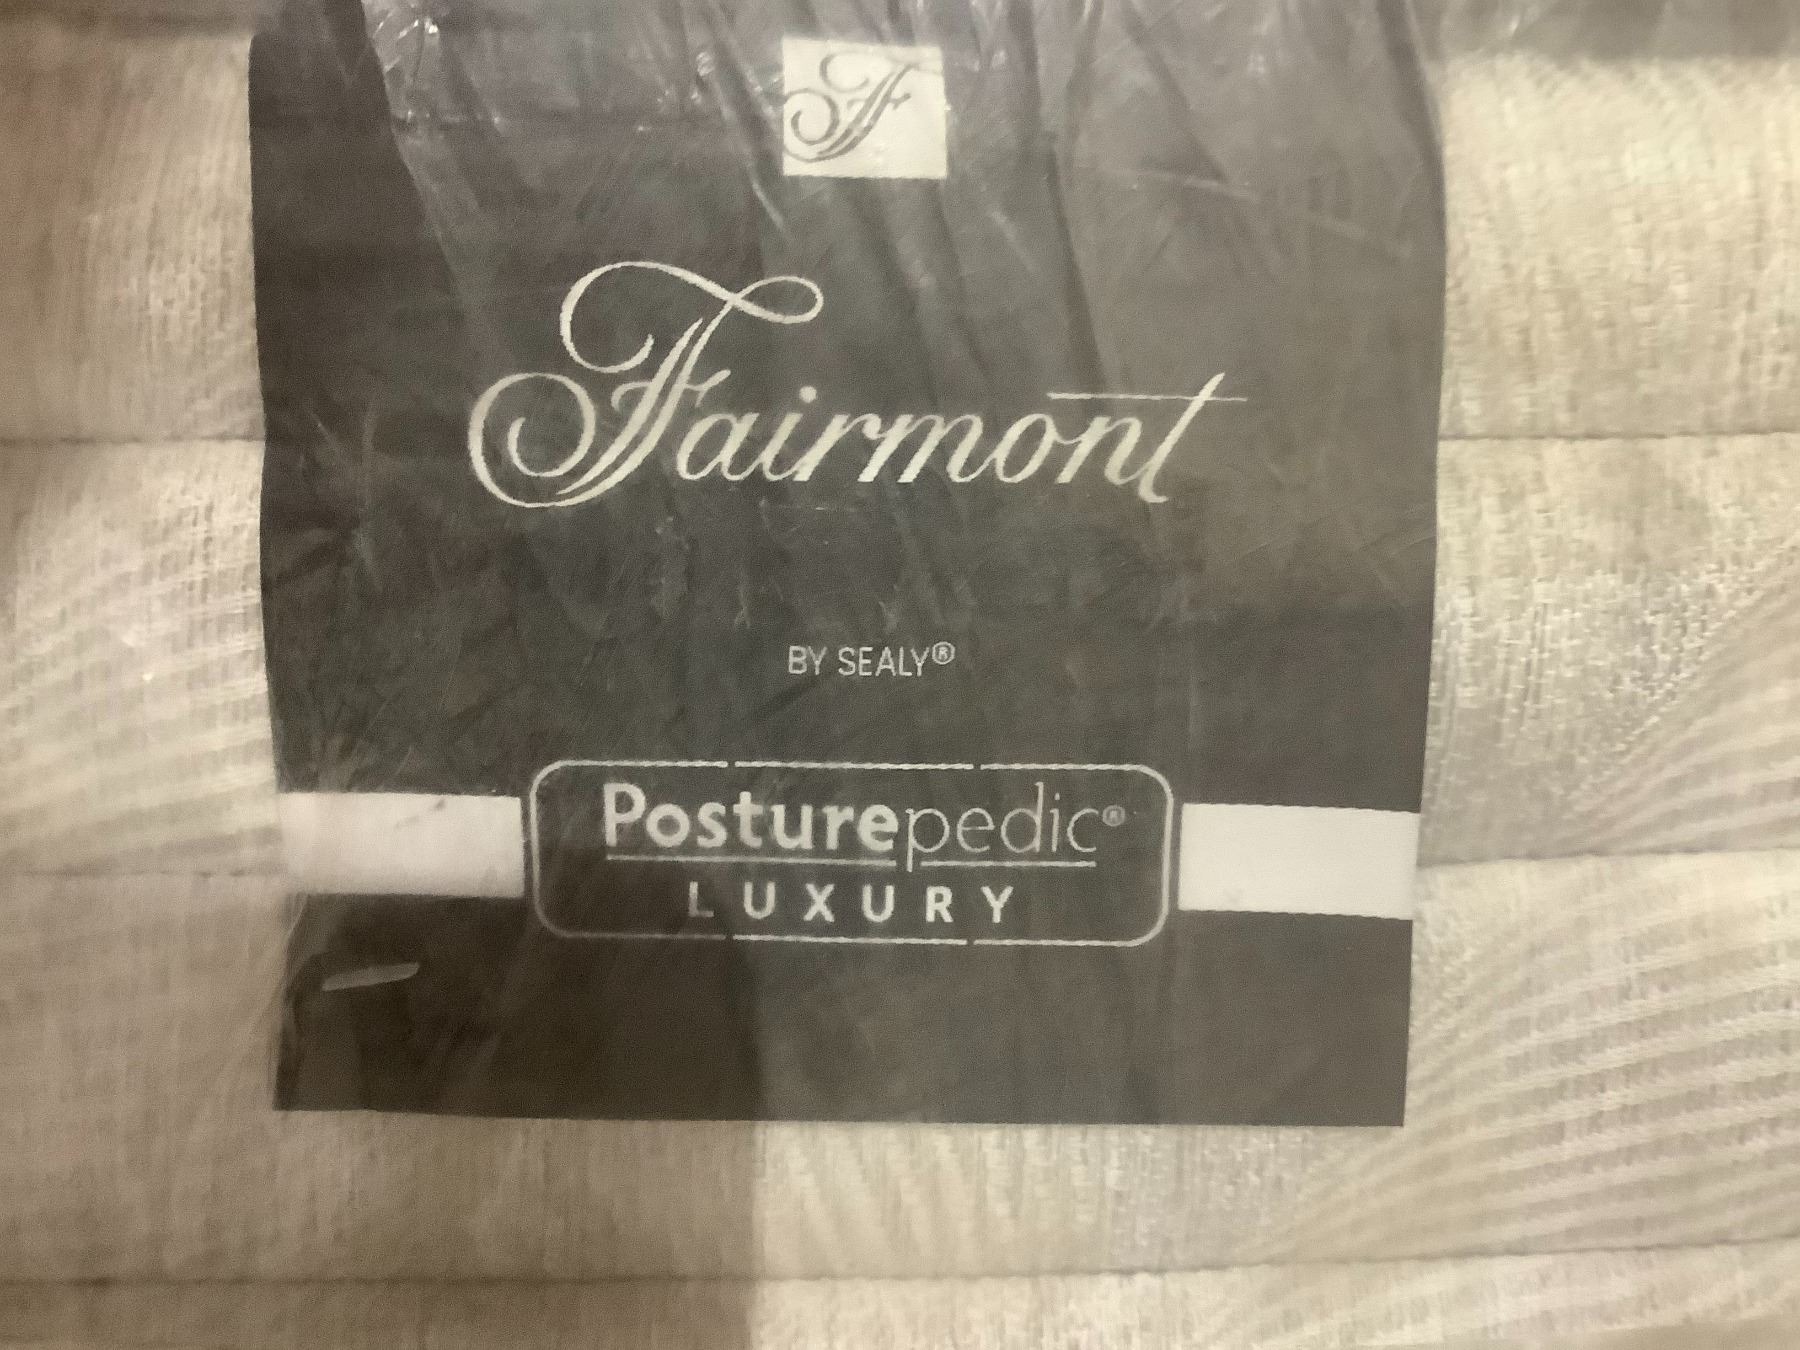 F
Fairmont
BY SEALY®
Posturepedic®
LUXURY